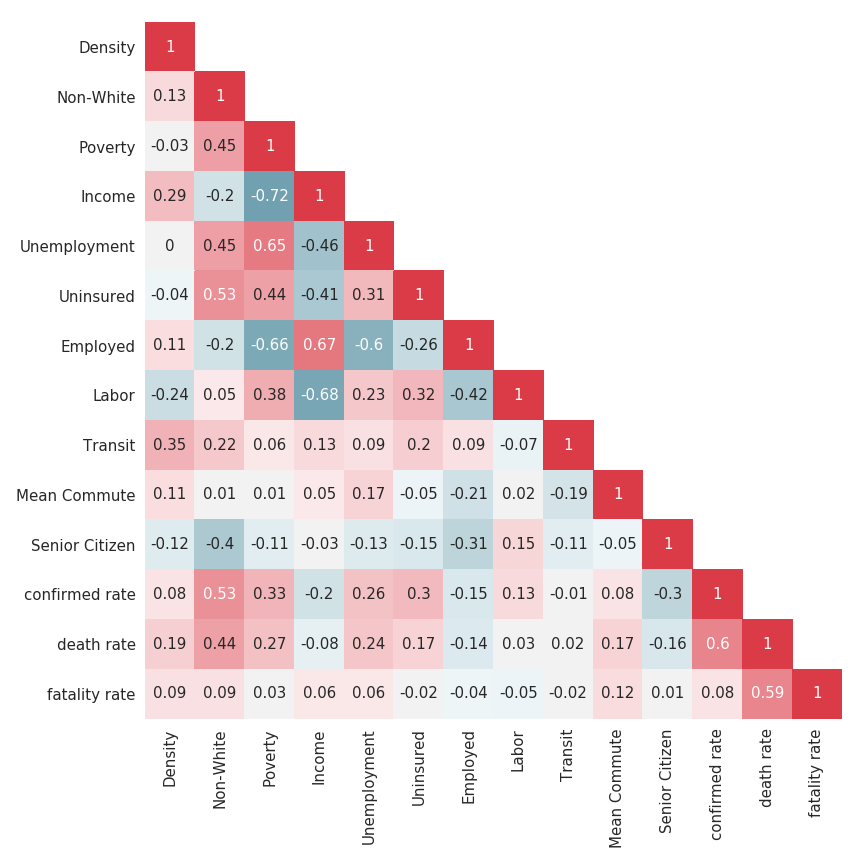 Density 1
Non-White 0.13 1
Poverty -0.03 0.45 1
Income 0.29 -0.2 -0.72 1
Unemployment 0 0.45 0.65 -0.46 1
Uninsured -0.04 0.53 0.44 -0.41 0.31 1
Employed 0.11 -0.2 -0.66 0.67 -0.6 -0.26 1
Labor -0.24 0.05 0.38 -0.68 0.23 0.32 -0.42 1
Transit 0.35 0.22 0.06 0.13 0.09 0.2 0.09 -0.07 1
Mean Commute 0.11 0.01 0.01 0.05 0.17 -0.05 -0.21 0.02 -0.19 1
Senior Citizen -0.12 -0.4 -0.11 -0.03 -0.13 -0.15 -0.31 0.15 -0.11 -0.05 1
confirmed rate 0.08 0.53 0.33 -0.2 0.26 0.3 -0.15 0.13 -0.01 0.08 -0.3 1
death rate 0.19 0.44 0.27 -0.08 0.24 0.17 -0.14 0.03 0.02 0.17 -0.16 0.6 1
fatality rate 0.09 0.09 0.03 0.06 0.06 -0.02 -0.04 -0.05 -0.02 0.12 0.01 0.08 0.59 1
Density
Non-White
Poverty
Income
Unemployment
Uninsured
Employed
Labor
Transit
Mean Commute
Senior Citizen
confirmed rate
death rate
fatality rate